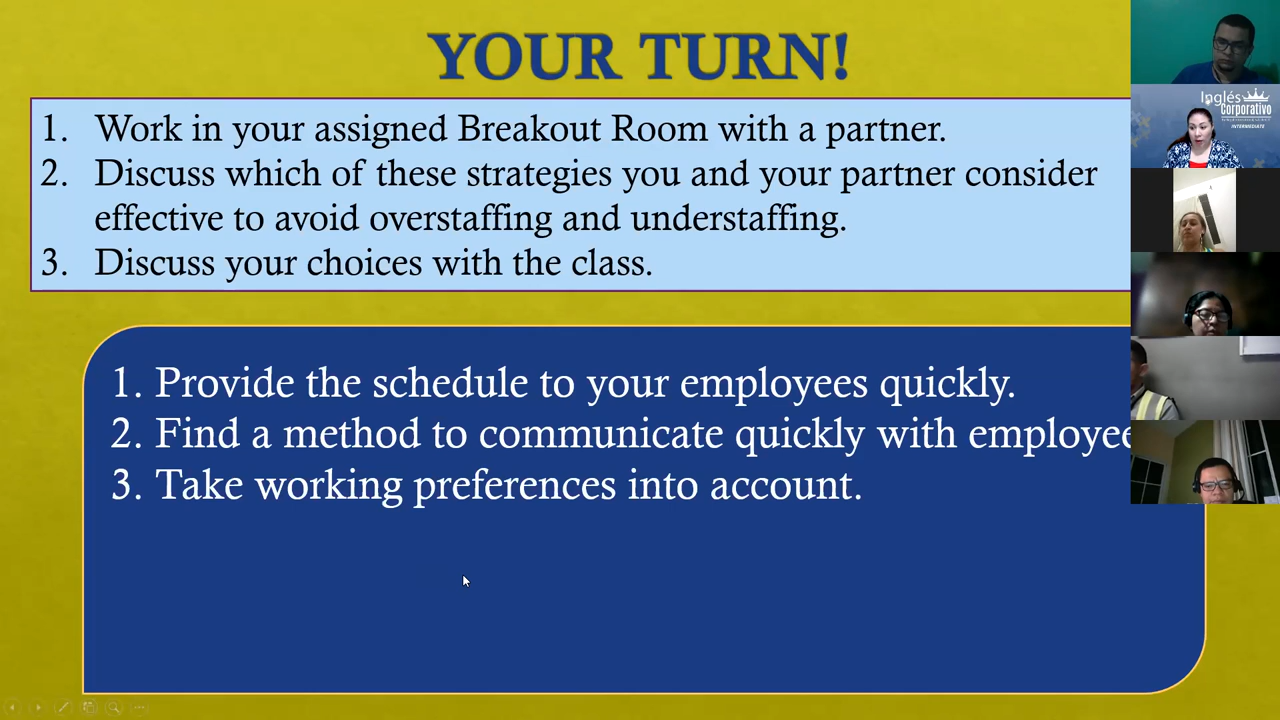 YOUR TURN!
1. Work in your assigned Breakout Room with a partner.
2. Discuss which of these strategies you and your partner consider
effective to avoid overstaffing and understaffing.
3. Discuss your choices with the class.
1. Provide the schedule to your employees quickly.
2. Find a method to communicate quickly with employee
3. Take working preferences into account.
Inglés
Corporativo
INTERMEDIATE